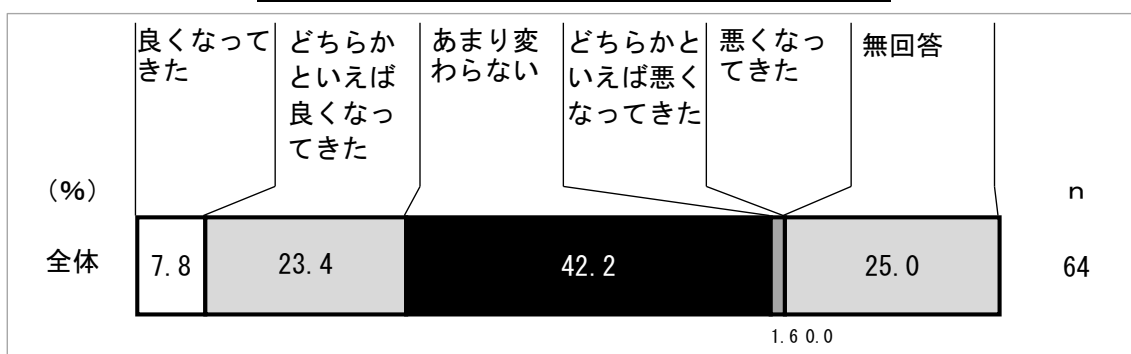 良くなって
きた
どちらか
といえば
良くなっ
てきた
あまり変
わらない
どちらかと
いえば悪く
なってきた
悪くなっ
てきた
無回答
(%)
n
全体
7.8
23.4
42.2
25.0
64
1.6
0.0